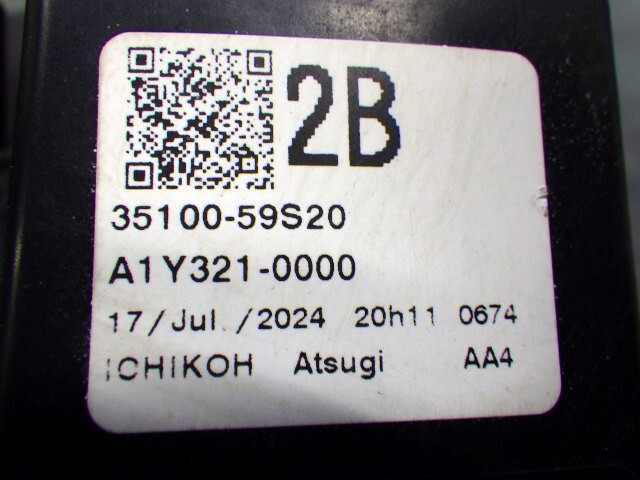 2B
35100-59S20
A1Y321-0000
17/Jul./2024 20h11 0674
ICHIKOH Atsugi AA4